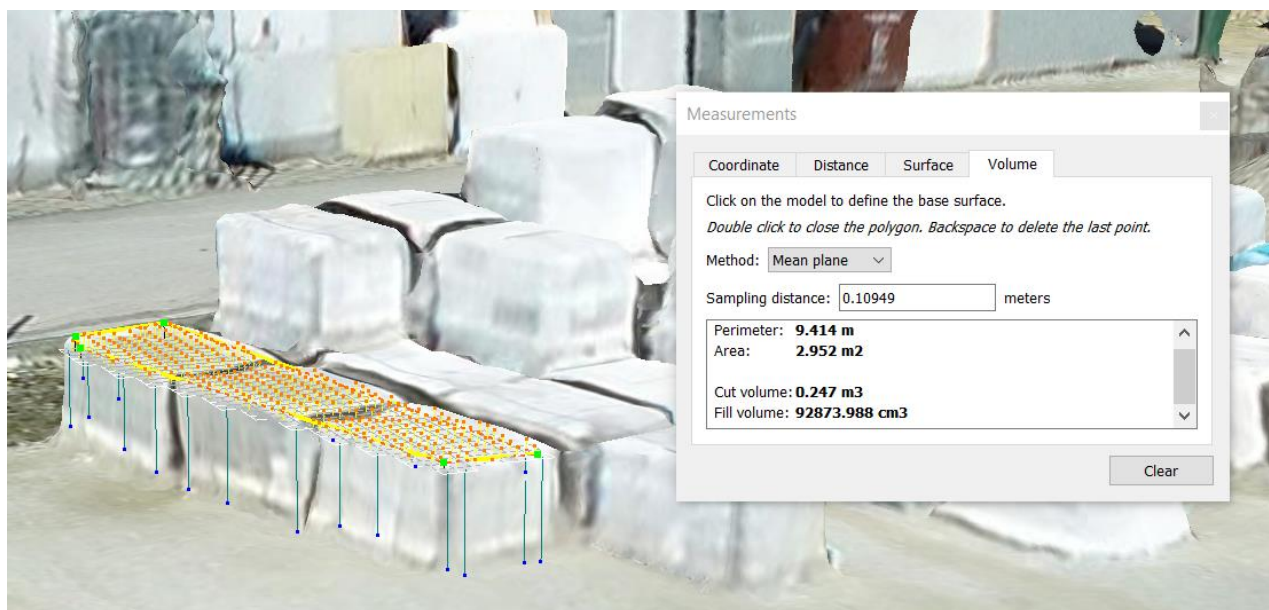 Measurements
Coordinate Distance Surface Volume
Click on the model to define the base surface.
Double click to close the polygon. Backspace to delete the last point.
Method: Mean plane
Sampling distance: 0.10949 meters
Perimeter: 9.414 m
Area: 2.952 m2
Cut volume: 0.247 m3
Fill volume: 92873.988 cm3
Clear